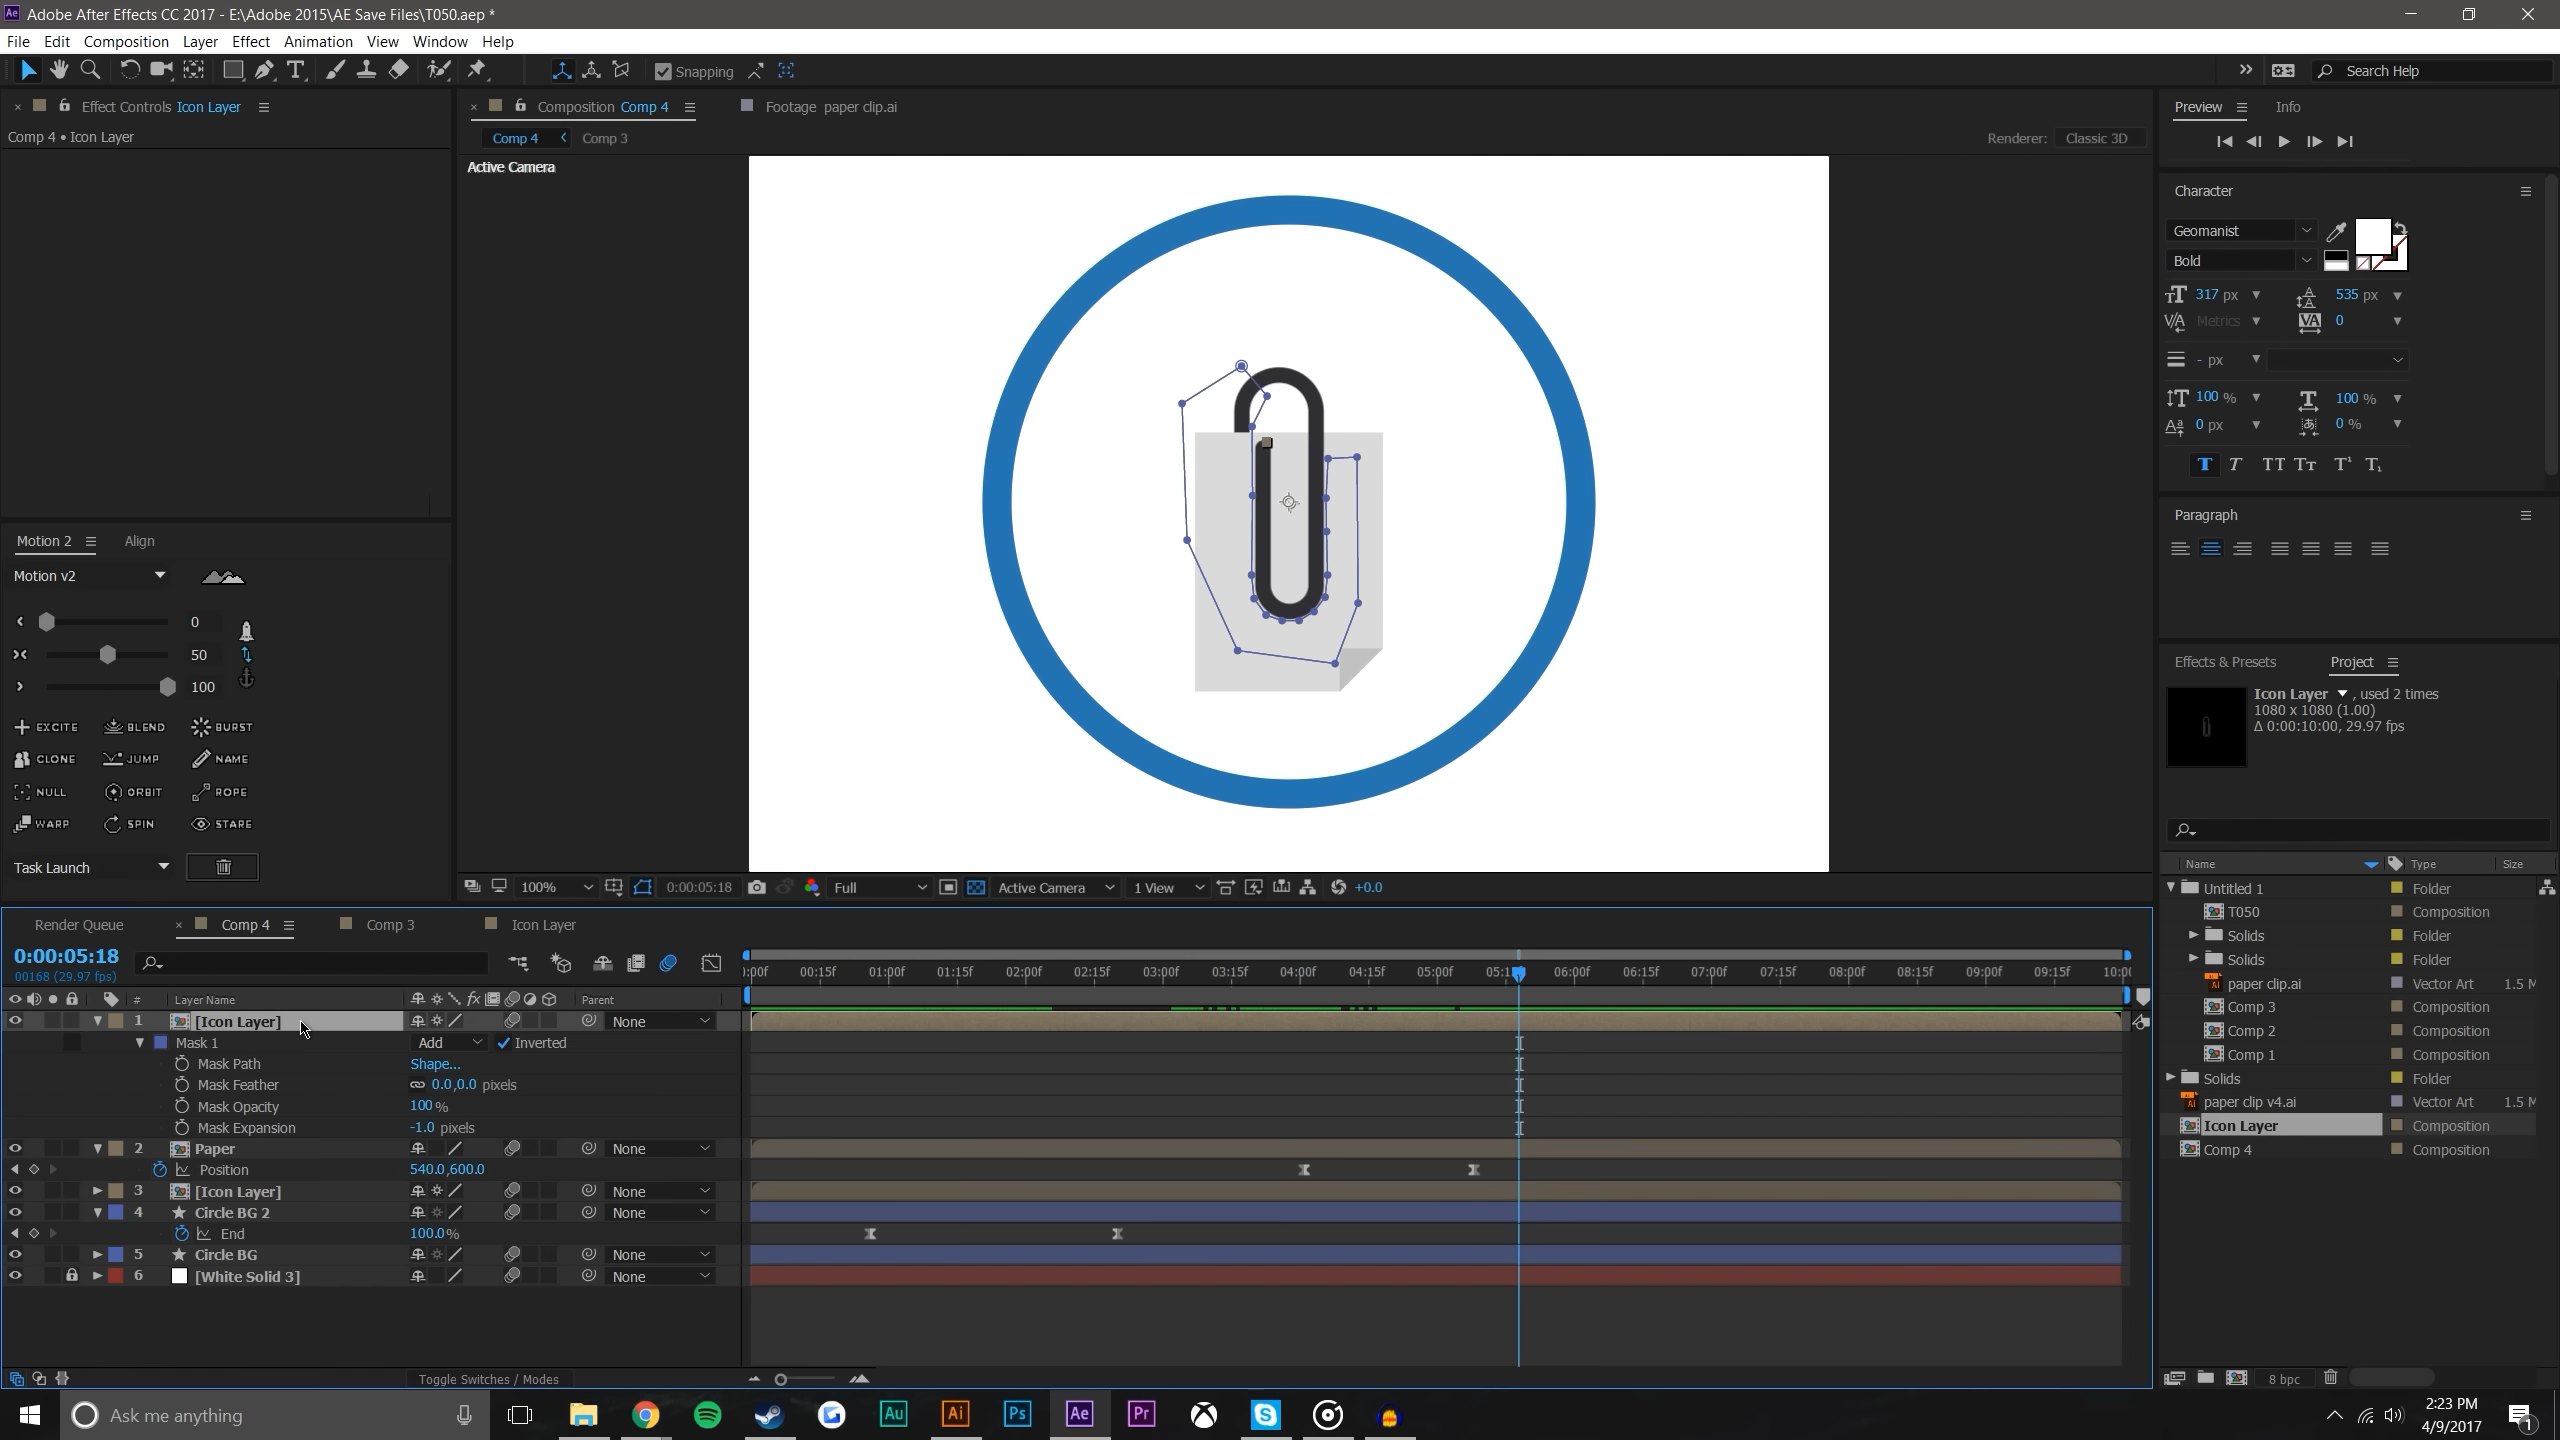 Ae Adobe After Effects CC 2017 - E:\Adobe 2015\AE Save Files\T050.aep *
File Edit Composition Layer Effect Animation View Window Help
Snapping
Search Help
Effect Controls Icon Layer
Comp 4 • Icon Layer
Composition Comp 4
Footage paper clip.ai
Comp 4 Comp 3
Renderer: Classic 3D
Active Camera
Preview Info
Character
Geomanist
Bold
317 px 535 px
Metrics 0
- px
100 % 100 %
0 px 0 %
T T TT Tт T¹ T₁
Paragraph
Motion 2 Align
Motion v2
0
50
100
EXCITE BLEND BURST
CLONE JUMP NAME
NULL ORBIT ROPE
WARP SPIN STARE
Task Launch
100% 0:00:05:18 Full Active Camera 1 View +0.0
Effects & Presets Project
Icon Layer , used 2 times
1080 x 1080 (1.00)
Δ 0:00:10:00, 29.97 fps
Name Type Size
Untitled 1 Folder
T050 Composition
Solids Folder
Solids Folder
paper clip.ai Vector Art 1.5 M
Comp 3 Composition
Comp 2 Composition
Comp 1 Composition
Solids Folder
paper clip v4.ai Vector Art 1.5 M
Icon Layer Composition
Comp 4 Composition
8 bpc
Render Queue Comp 4 Comp 3 Icon Layer
0:00:05:18
00168 (29.97 fps)
:00f 00:15f 01:00f 01:15f 02:00f 02:15f 03:00f 03:15f 04:00f 04:15f 05:00f 05:1 06:00f 06:15f 07:00f 07:15f 08:00f 08:15f 09:00f 09:15f 10:0
# Layer Name fx Parent
1 [Icon Layer] None
Mask 1 Add Inverted
Mask Path Shape...
Mask Feather 0.0,0.0 pixels
Mask Opacity 100 %
Mask Expansion -1.0 pixels
2 Paper None
Position 540.0,600.0
3 [Icon Layer] None
4 Circle BG 2 None
End 100.0%
5 Circle BG None
6 [White Solid 3] None
Toggle Switches / Modes
Ask me anything
Au Ai Ps Ae Pr
2:23 PM
4/9/2017
1